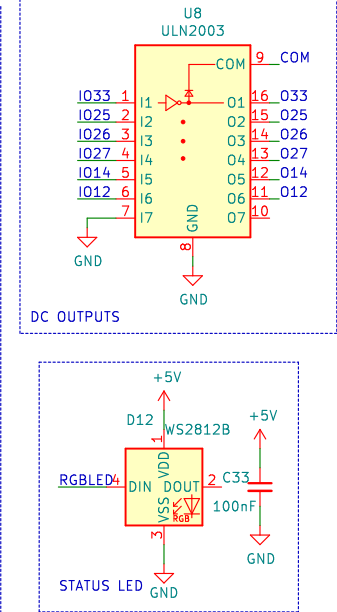 U8
ULN2003
COM 9 COM
IO33 1 I1 O1 16 O33
IO25 2 I2 O2 15 O25
IO26 3 I3 O3 14 O26
IO27 4 I4 O4 13 O27
IO14 5 I5 O5 12 O14
IO12 6 I6 O6 11 O12
7 I7 O7 10
GND
8
GND
GND
DC OUTPUTS
+5V
D12 WS2812B
+5V
1
VDD
RGBLED 4 DIN DOUT 2
C33
100nF
VSS
RGB
3
GND
GND
STATUS LED